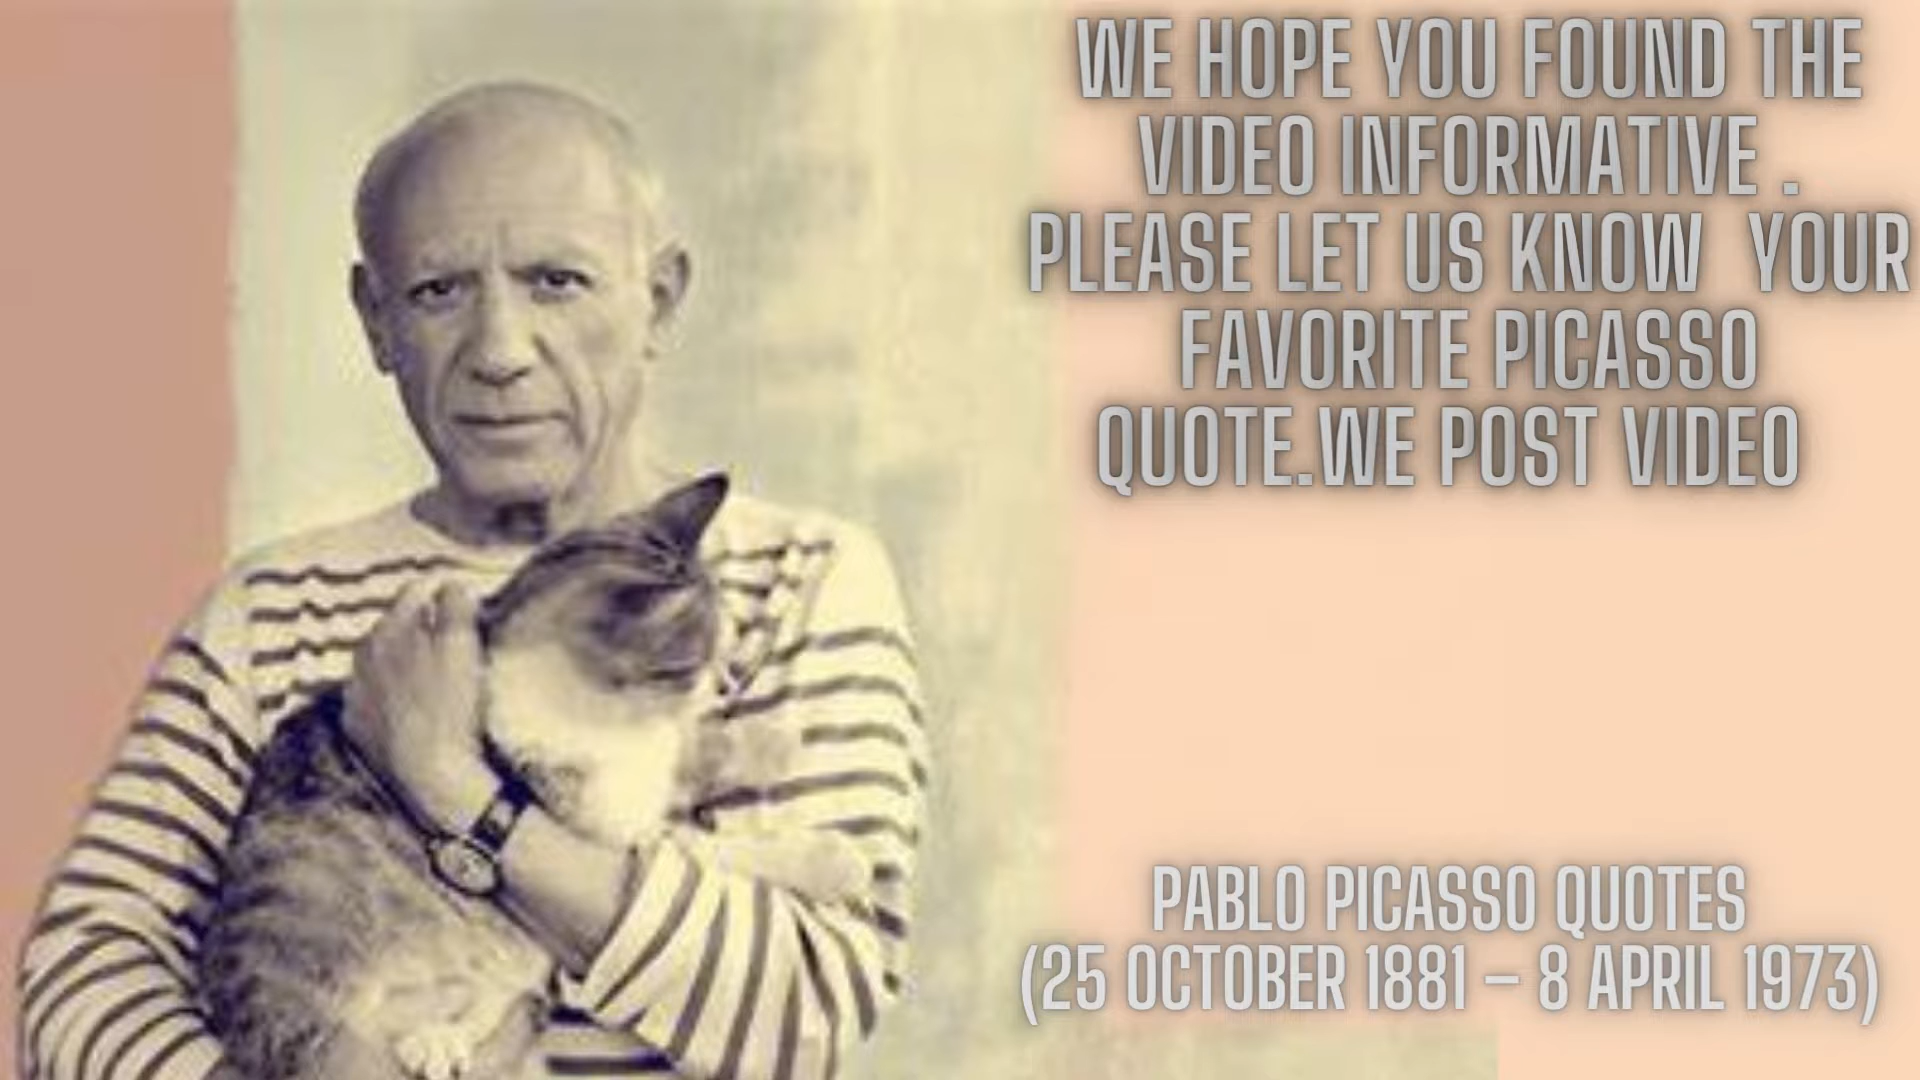 WE HOPE YOU FOUND THE
VIDEO INFORMATIVE .
PLEASE LET US KNOW  YOUR
FAVORITE PICASSO
QUOTE.WE POST VIDEO
PABLO PICASSO QUOTES
(25 OCTOBER 1881 – 8 APRIL 1973)